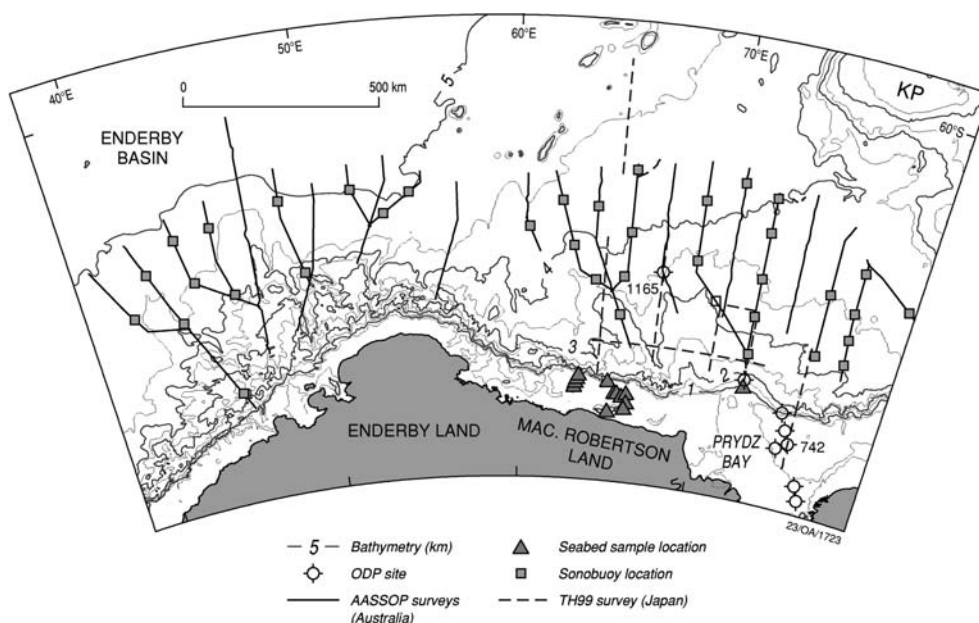 40°E
50°E
60°E
70°E
60°S
0 500 km
KP
ENDERBY
BASIN
5
4
1165
3
2
1
ENDERBY LAND
MAC. ROBERTSON
LAND
PRYDZ
BAY
742
23/OA/1723
— 5 — Bathymetry (km)
ODP site
AASSOP surveys
(Australia)
Seabed sample location
Sonobuoy location
TH99 survey (Japan)